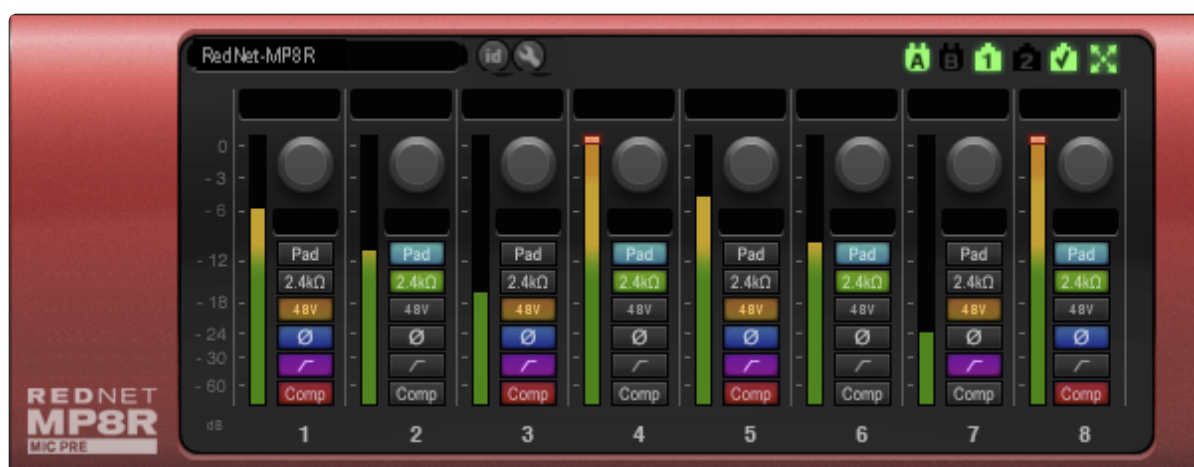 RedNet-MP8R id A B 1 2
0
- 3
- 6
Pad Pad Pad Pad Pad Pad Pad Pad
- 12
2.4kΩ 2.4kΩ 2.4kΩ 2.4kΩ 2.4kΩ 2.4kΩ 2.4kΩ 2.4kΩ
- 18 48V 48V 48V 48V 48V 48V 48V 48V
- 24 Ø Ø Ø Ø Ø Ø Ø Ø
- 30
- 60 Comp Comp Comp Comp Comp Comp Comp Comp
dB 1 2 3 4 5 6 7 8
REDNET
MP8R
MIC PRE